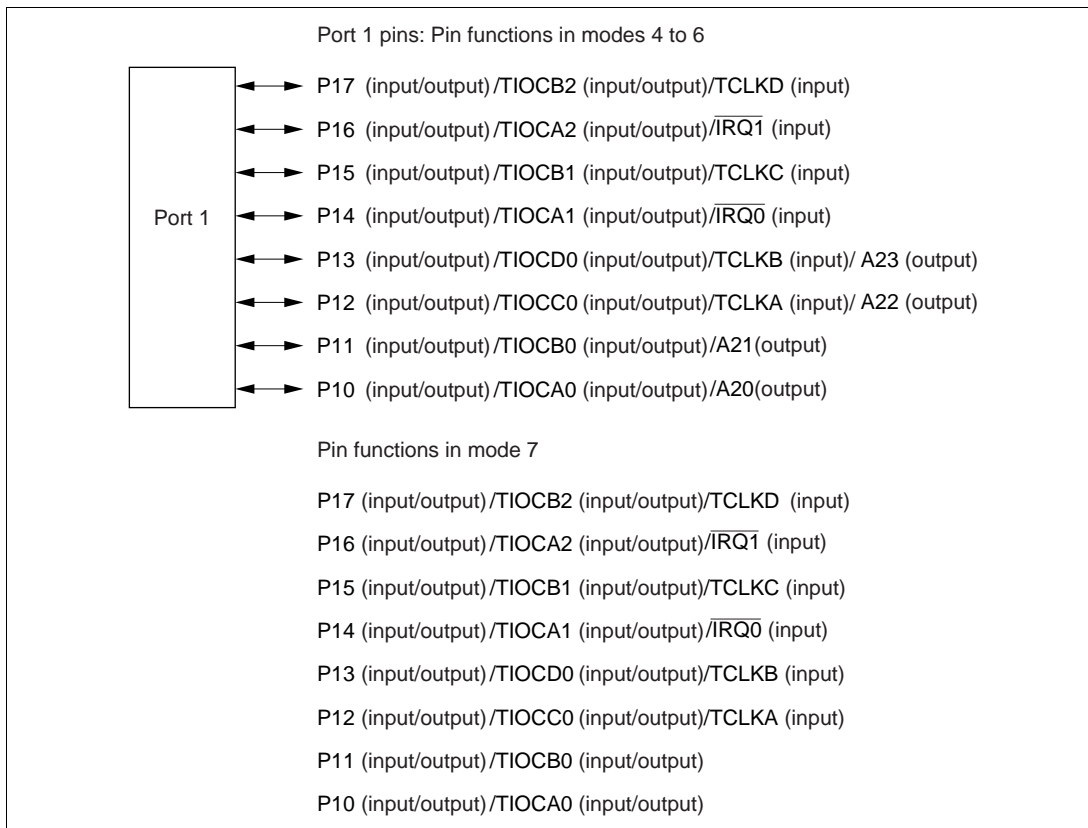 Port 1 pins: Pin functions in modes 4 to 6
P17 (input/output)/TIOCB2 (input/output)/TCLKD (input)
P16 (input/output)/TIOCA2 (input/output)/I̅R̅Q̅1̅ (input)
P15 (input/output)/TIOCB1 (input/output)/TCLKC (input)
Port 1
P14 (input/output)/TIOCA1 (input/output)/I̅R̅Q̅0̅ (input)
P13 (input/output)/TIOCD0 (input/output)/TCLKB (input)/ A23 (output)
P12 (input/output)/TIOCC0 (input/output)/TCLKA (input)/ A22 (output)
P11 (input/output)/TIOCB0 (input/output)/A21(output)
P10 (input/output)/TIOCA0 (input/output)/A20(output)
Pin functions in mode 7
P17 (input/output)/TIOCB2 (input/output)/TCLKD (input)
P16 (input/output)/TIOCA2 (input/output)/I̅R̅Q̅1̅ (input)
P15 (input/output)/TIOCB1 (input/output)/TCLKC (input)
P14 (input/output)/TIOCA1 (input/output)/I̅R̅Q̅0̅ (input)
P13 (input/output)/TIOCD0 (input/output)/TCLKB (input)
P12 (input/output)/TIOCC0 (input/output)/TCLKA (input)
P11 (input/output)/TIOCB0 (input/output)
P10 (input/output)/TIOCA0 (input/output)